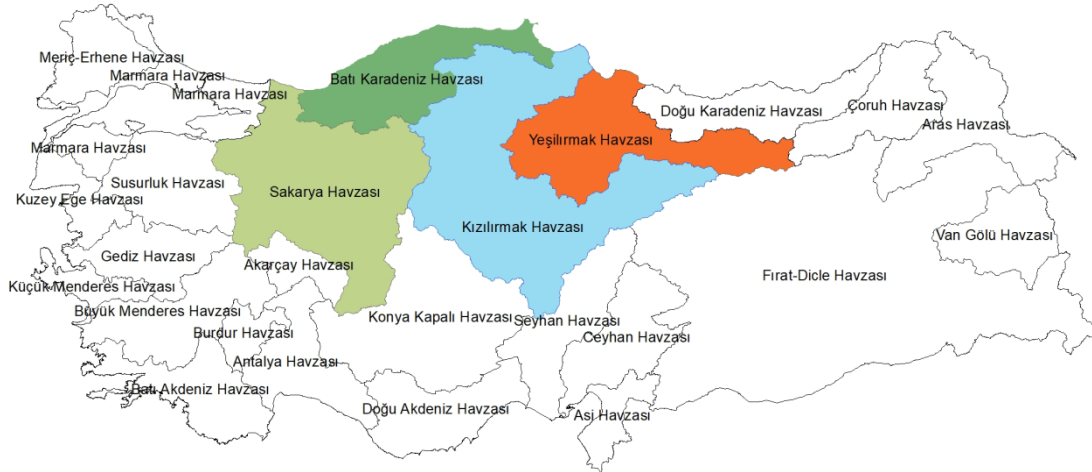 Meriç-Erhene Havzası
Marmara Havzası
Marmara Havzası
Batı Karadeniz Havzası
Doğu Karadeniz Havzası
Çoruh Havzası
Aras Havzası
Marmara Havzası
Yeşilırmak Havzası
Susurluk Havzası
Sakarya Havzası
Kuzey Ege Havzası
Kızılırmak Havzası
Van Gölü Havzası
Gediz Havzası
Akarçay Havzası
Fırat-Dicle Havzası
Küçük Menderes Havzası
Büyük Menderes Havzası
Konya Kapalı Havzası
Seyhan Havzası
Burdur Havzası
Ceyhan Havzası
Antalya Havzası
Batı Akdeniz Havzası
Doğu Akdeniz Havzası
Asi Havzası